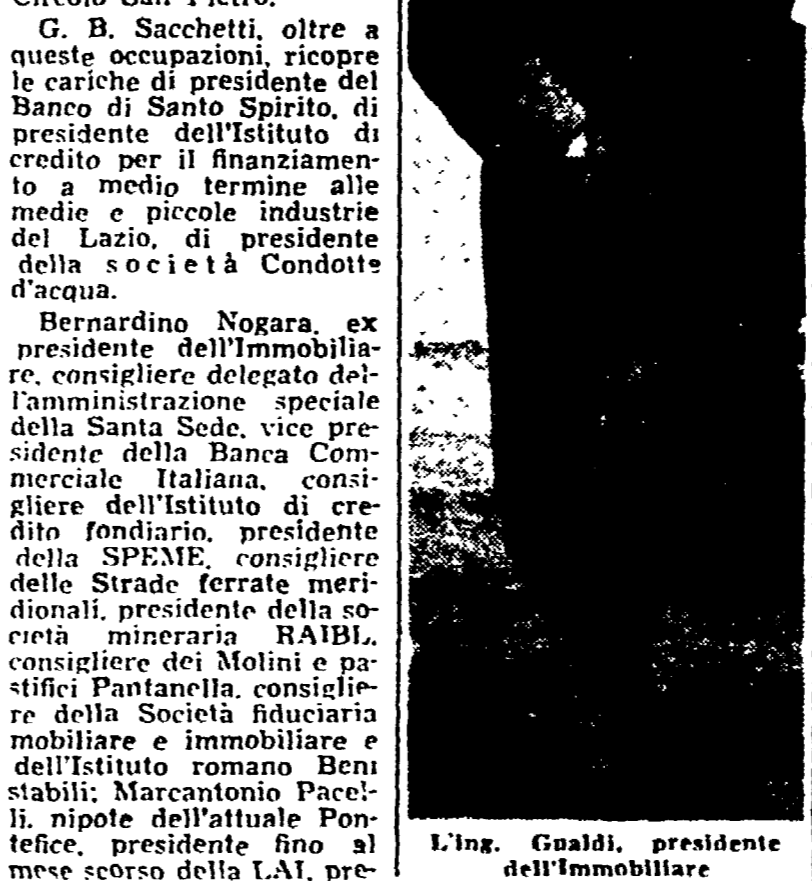 Circolo San Pietro.
G. B. Sacchetti, oltre a
queste occupazioni, ricopre
le cariche di presidente del
Banco di Santo Spirito, di
presidente dell'Istituto di
credito per il finanziamen-
to a medio termine alle
medie e piccole industrie
del Lazio, di presidente
della società Condotte
d'acqua.
Bernardino Nogara, ex
presidente dell'Immobilia-
re, consigliere delegato del-
l'amministrazione speciale
della Santa Sede, vice pre-
sidente della Banca Com-
merciale Italiana, consi-
gliere dell'Istituto di cre-
dito fondiario, presidente
della SPEME, consigliere
delle Strade ferrate meri-
dionali, presidente della so-
cietà mineraria RAIBL,
consigliere dei Molini e pa-
stifici Pantanella, consiglie-
re della Società fiduciaria
mobiliare e immobiliare e
dell'Istituto romano Beni
stabili; Marcantonio Pacel-
li, nipote dell'attuale Pon-
tefice, presidente fino al
mese scorso della LAI, pre-
L'ing. Gualdi, presidente
dell'Immobiliare